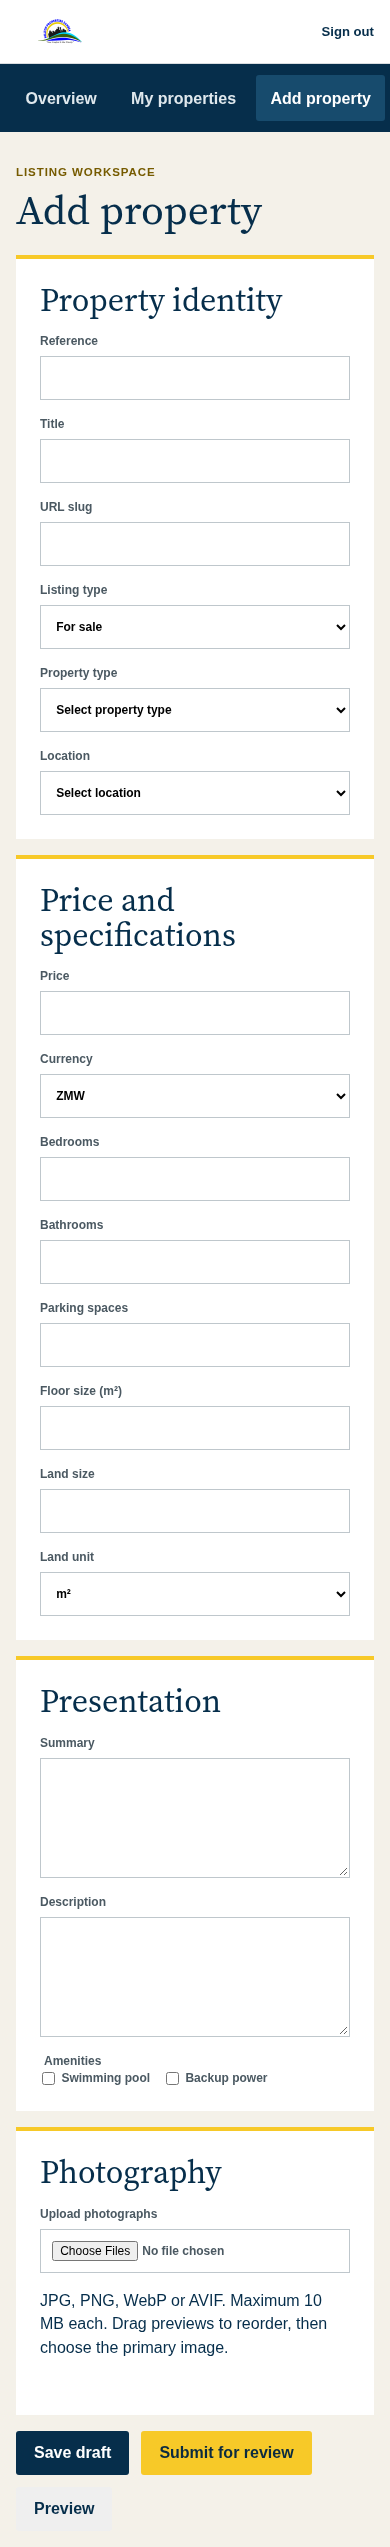 Sign out
Overview
My properties
Add property
LISTING WORKSPACE
Add property
Property identity
Reference
Title
URL slug
Listing type
For sale
Property type
Select property type
Location
Select location
Price and
specifications
Price
Currency
ZMW
Bedrooms
Bathrooms
Parking spaces
Floor size (m²)
Land size
Land unit
m²
Presentation
Summary
Description
Amenities
Swimming pool
Backup power
Photography
Upload photographs
Choose Files No file chosen
JPG, PNG, WebP or AVIF. Maximum 10
MB each. Drag previews to reorder, then
choose the primary image.
Save draft
Submit for review
Preview